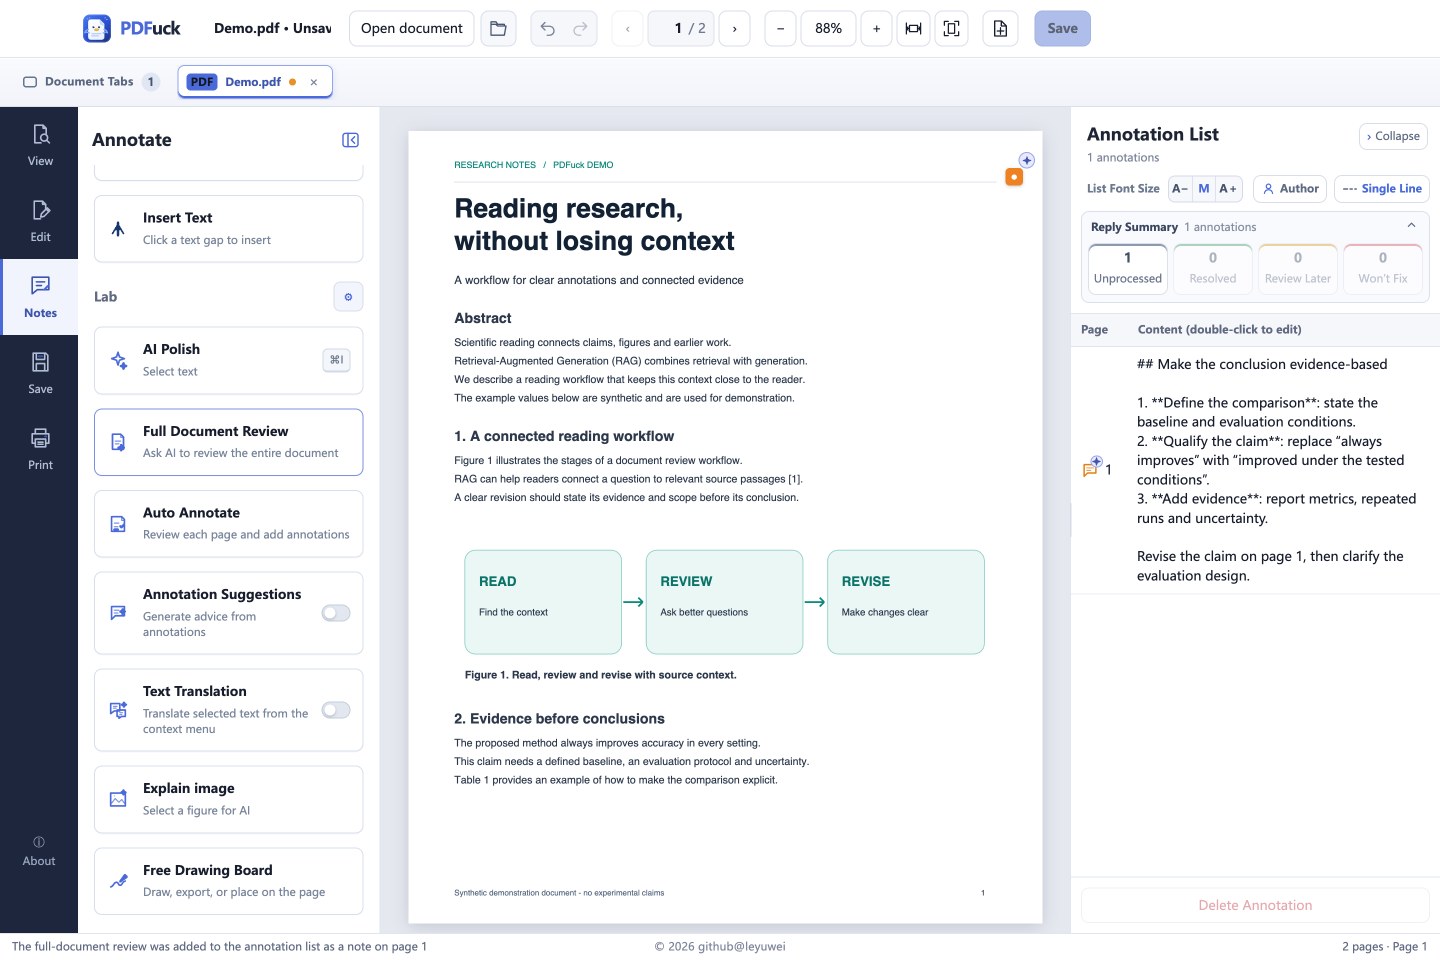 PDFuck
Demo.pdf • Unsav
Open document
‹
1 / 2
›
−
88%
+
Save
Document Tabs 1
PDF Demo.pdf ×
View
Edit
Notes
Save
Print
About
Annotate
Insert Text
Click a text gap to insert
Lab
AI Polish
Select text
⌘I
Full Document Review
Ask AI to review the entire document
Auto Annotate
Review each page and add annotations
Annotation Suggestions
Generate advice from
annotations
Text Translation
Translate selected text from the
context menu
Explain image
Select a figure for AI
Free Drawing Board
Draw, export, or place on the page
RESEARCH NOTES / PDFuck DEMO
Reading research,
without losing context
A workflow for clear annotations and connected evidence
Abstract
Scientific reading connects claims, figures and earlier work.
Retrieval-Augmented Generation (RAG) combines retrieval with generation.
We describe a reading workflow that keeps this context close to the reader.
The example values below are synthetic and are used for demonstration.
1. A connected reading workflow
Figure 1 illustrates the stages of a document review workflow.
RAG can help readers connect a question to relevant source passages [1].
A clear revision should state its evidence and scope before its conclusion.
READ
Find the context
REVIEW
Ask better questions
REVISE
Make changes clear
Figure 1. Read, review and revise with source context.
2. Evidence before conclusions
The proposed method always improves accuracy in every setting.
This claim needs a defined baseline, an evaluation protocol and uncertainty.
Table 1 provides an example of how to make the comparison explicit.
Synthetic demonstration document - no experimental claims
1
Annotation List
› Collapse
1 annotations
List Font Size A− M A+ Author --- Single Line
Reply Summary 1 annotations
1
Unprocessed
0
Resolved
0
Review Later
0
Won't Fix
Page Content (double-click to edit)
1
## Make the conclusion evidence-based
1. **Define the comparison**: state the
baseline and evaluation conditions.
2. **Qualify the claim**: replace “always
improves” with “improved under the tested
conditions”.
3. **Add evidence**: report metrics, repeated
runs and uncertainty.
Revise the claim on page 1, then clarify the
evaluation design.
Delete Annotation
The full-document review was added to the annotation list as a note on page 1
© 2026 github@leyuwei
2 pages · Page 1